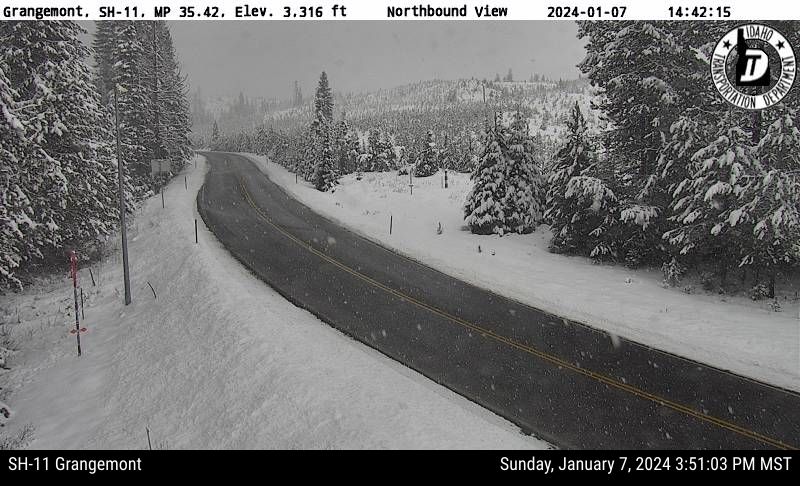 Grangemont, SH-11, MP 35.42, Elev. 3,316 ft Northbound View 2024-01-07 14:42:15
IDAHO
TRANSPORTATION DEPARTMENT
SH-11 Grangemont Sunday, January 7, 2024 3:51:03 PM MST